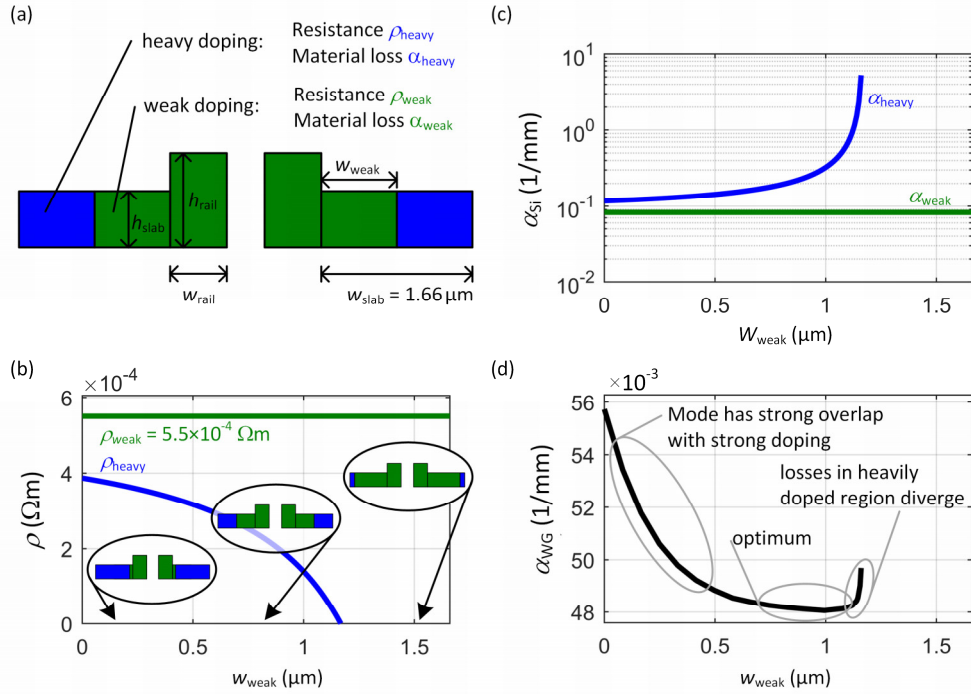 (a)
heavy doping:
Resistance ρheavy
Material loss αheavy
weak doping:
Resistance ρweak
Material loss αweak
wweak
hrail
hslab
wrail
wslab = 1.66 μm
(b)
×10⁻⁴
6
4
2
0
ρ (Ωm)
ρweak = 5.5×10⁻⁴ Ωm
ρheavy
0
0.5
1
1.5
wweak (μm)
(c)
10¹
10⁰
10⁻¹
10⁻²
αSi (1/mm)
αheavy
αweak
0
0.5
1
1.5
Wweak (μm)
(d)
×10⁻³
56
54
52
50
48
αWG (1/mm)
Mode has strong overlap
with strong doping
losses in heavily
doped region diverge
optimum
0
0.5
1
1.5
wweak (μm)